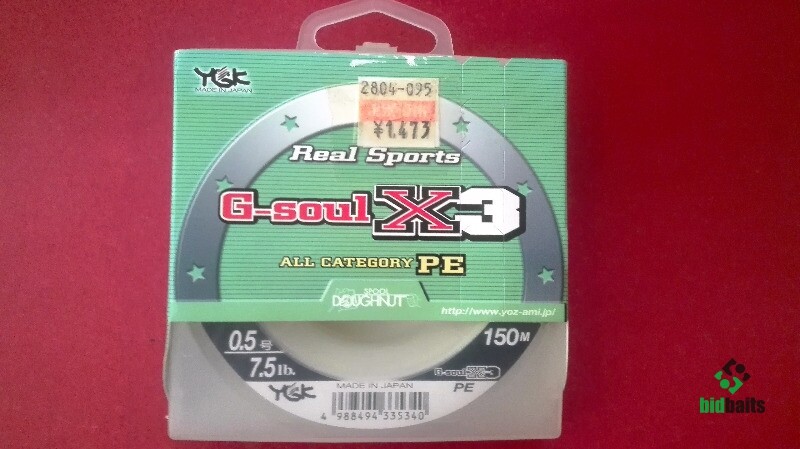 YGK
MADE IN JAPAN
2804-095
¥1,473
Real Sports
G-soul X3
ALL CATEGORY PE
SPOOL
DOUGHNUT
http://www.yoz-ami.jp/
0.5号
150M
7.5lb.
G-soul X3
YGK
MADE IN JAPAN
PE
4 988494 335340
bidbaits